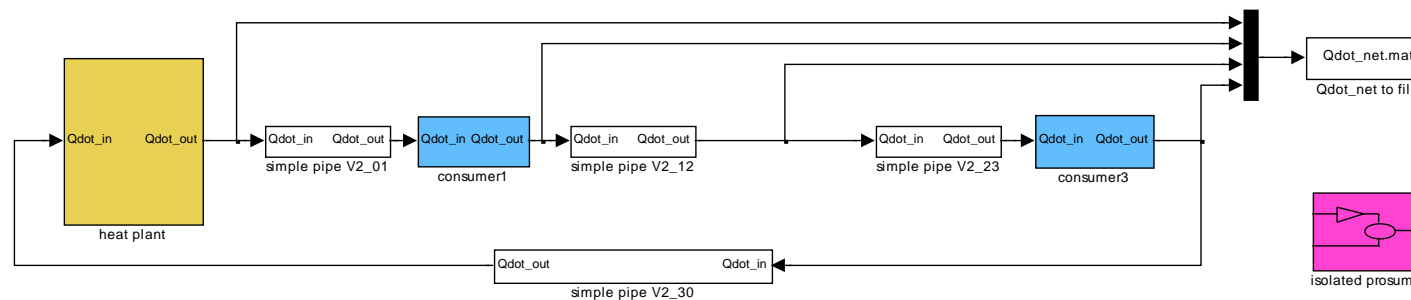 Qdot_net.mat
Qdot_net to fil
Qdot_in Qdot_out
heat plant
Qdot_in Qdot_out
simple pipe V2_01
Qdot_in Qdot_out
consumer1
Qdot_in Qdot_out
simple pipe V2_12
Qdot_in Qdot_out
simple pipe V2_23
Qdot_in Qdot_out
consumer3
Qdot_out Qdot_in
simple pipe V2_30
isolated prosum